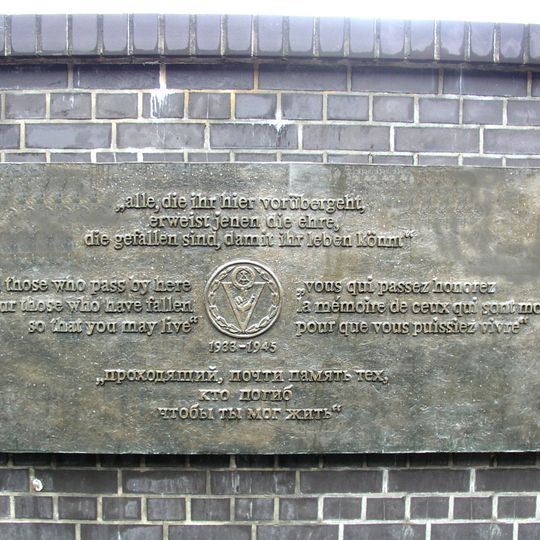 „alle, die ihr hier vorübergeht,
erweist jenen die ehre,
die gefallen sind, damit ihr leben könnt“
those who pass by here
those who have fallen,
so that you may live“
„vous qui passez honorez
la mémoire de ceux qui sont
pour que vous puissiez vivre“
1933-1945
„проходящий, почти память тех,
кто погиб
чтобы ты мог жить“